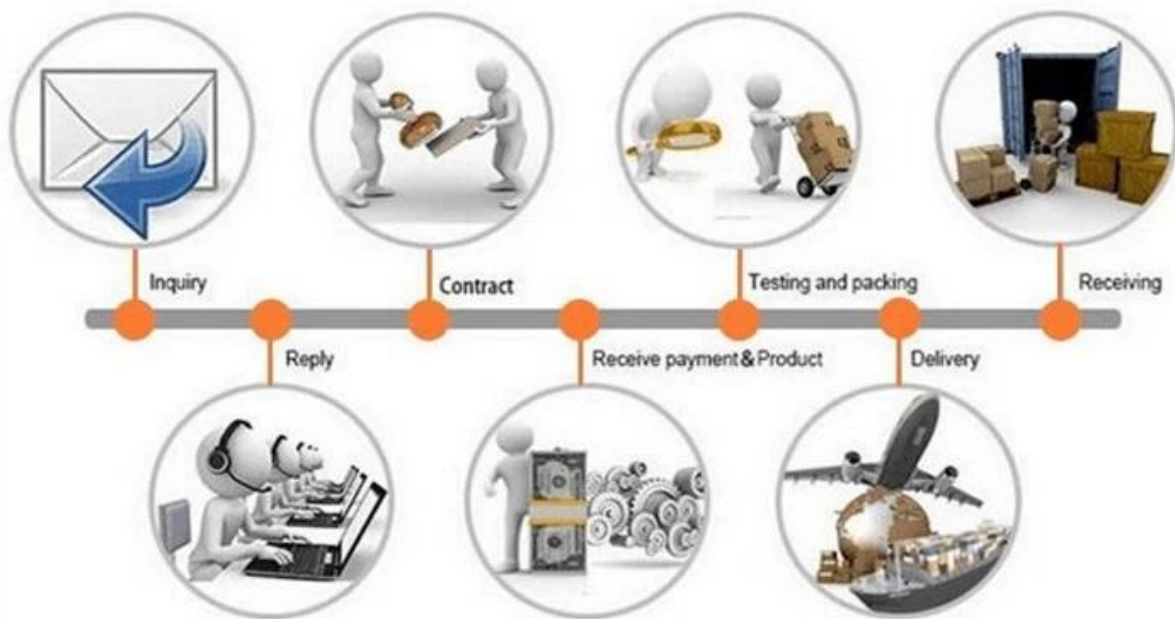 Inquiry
Contract
Testing and packing
Receiving
Reply
Receive payment&Product
Delivery